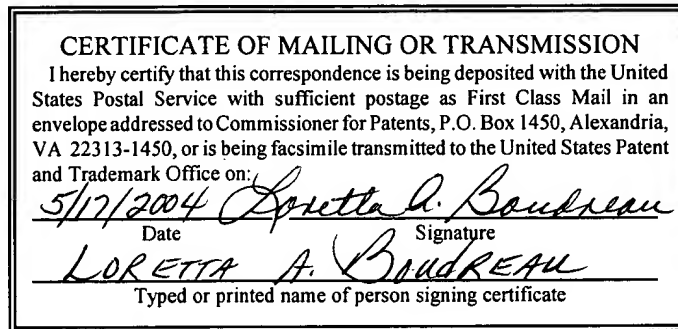 CERTIFICATE OF MAILING OR TRANSMISSION
I hereby certify that this correspondence is being deposited with the United
States Postal Service with sufficient postage as First Class Mail in an
envelope addressed to Commissioner for Patents, P.O. Box 1450, Alexandria,
VA 22313-1450, or is being facsimile transmitted to the United States Patent
and Trademark Office on:
5/17/2004 Loretta A. Boudreau
Date Signature
LORETTA A. BOUDREAU
Typed or printed name of person signing certificate